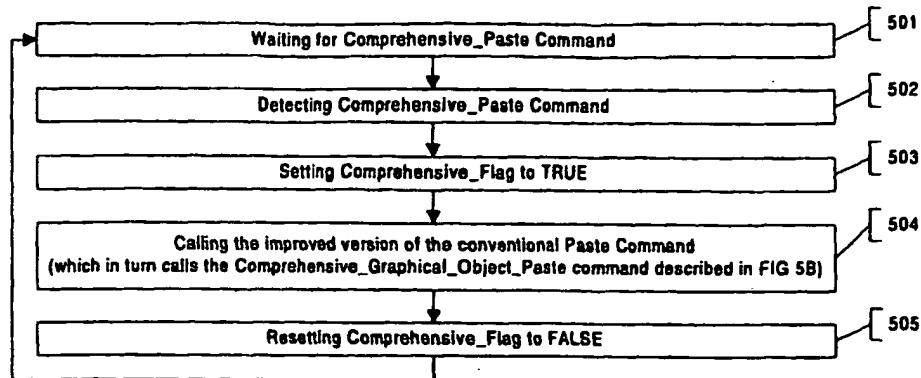 Waiting for Comprehensive_Paste Command
501
Detecting Comprehensive_Paste Command
502
Setting Comprehensive_Flag to TRUE
503
Calling the improved version of the conventional Paste Command
(which in turn calls the Comprehensive_Graphical_Object_Paste command described in FIG 5B)
504
Resetting Comprehensive_Flag to FALSE
505